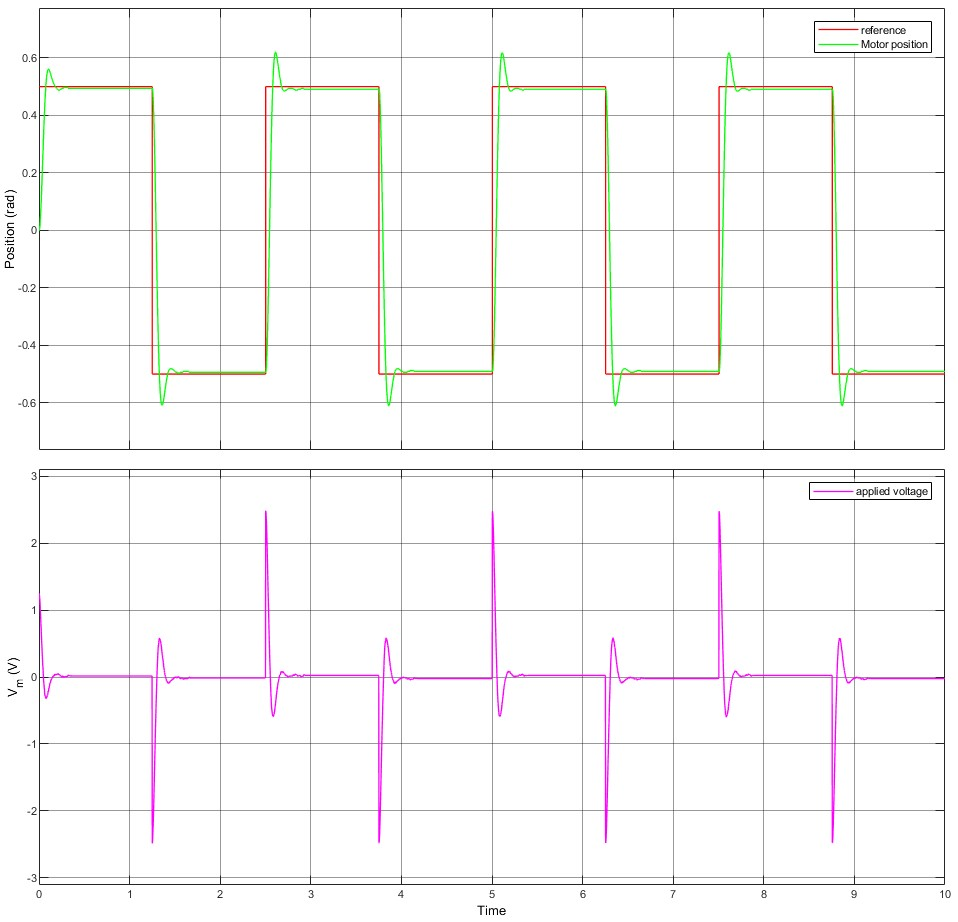 reference
Motor position
0.6
0.4
0.2
0
-0.2
-0.4
-0.6
Position (rad)
applied voltage
3
2
1
0
-1
-2
-3
Vm (V)
0 1 2 3 4 5 6 7 8 9 10
Time